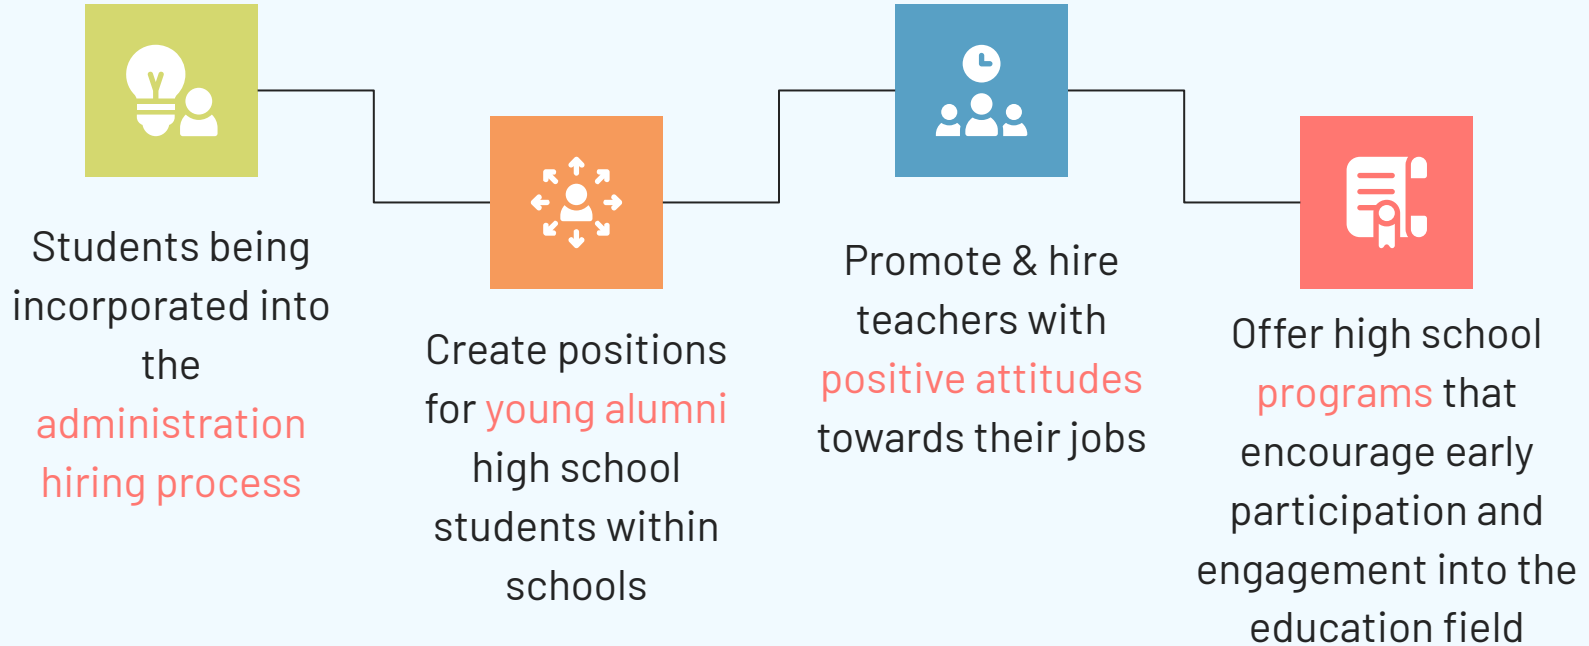 Students being
incorporated into
the
administration
hiring process
Create positions
for young alumni
high school
students within
schools
Promote & hire
teachers with
positive attitudes
towards their jobs
Offer high school
programs that
encourage early
participation and
engagement into the
education field